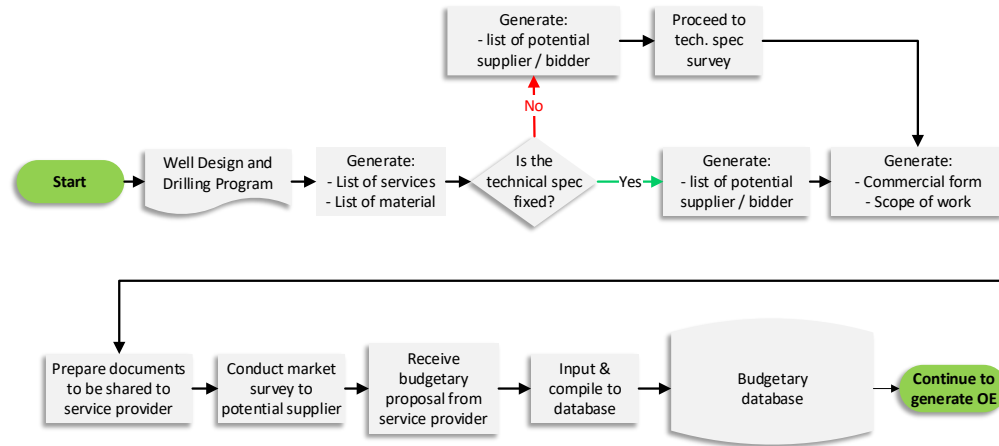 Generate:
- list of potential
supplier / bidder
Proceed to
tech. spec
survey
No
Start
Well Design and
Drilling Program
Generate:
- List of services
- List of material
Is the
technical spec
fixed?
Yes
Generate:
- list of potential
supplier / bidder
Generate:
- Commercial form
- Scope of work
Prepare documents
to be shared to
service provider
Conduct market
survey to
potential supplier
Receive
budgetary
proposal from
service provider
Input &
compile to
database
Budgetary
database
Continue to
generate OE